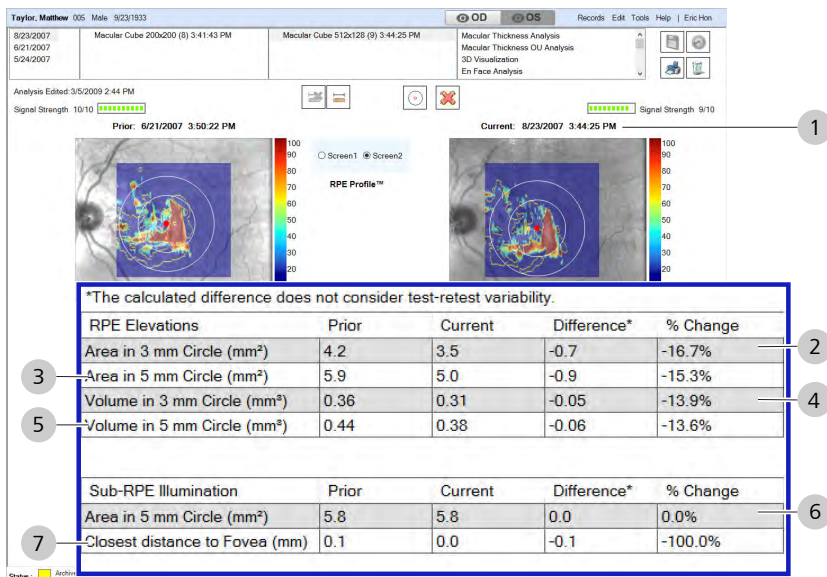 Taylor, Matthew 005 Male 9/23/1933 OD OS Records Edit Tools Help | Eric Hon
8/23/2007 Macular Cube 200x200 (8) 3:41:43 PM Macular Cube 512x128 (9) 3:44:25 PM Macular Thickness Analysis
6/21/2007 Macular Thickness OU Analysis
5/24/2007 3D Visualization
En Face Analysis
Analysis Edited:3/5/2009 2:44 PM
Signal Strength 10/10 Signal Strength 9/10
Prior: 6/21/2007 3:50:22 PM Current: 8/23/2007 3:44:25 PM 1
100 Screen1 Screen2 100
90 90
80 RPE Profile™ 80
70 70
60 60
50 50
40 40
30 30
20 20
*The calculated difference does not consider test-retest variability.
RPE Elevations Prior Current Difference* % Change
Area in 3 mm Circle (mm²) 4.2 3.5 -0.7 -16.7% 2
3 Area in 5 mm Circle (mm²) 5.9 5.0 -0.9 -15.3%
Volume in 3 mm Circle (mm³) 0.36 0.31 -0.05 -13.9% 4
5 Volume in 5 mm Circle (mm³) 0.44 0.38 -0.06 -13.6%
Sub-RPE Illumination Prior Current Difference* % Change
Area in 5 mm Circle (mm²) 5.8 5.8 0.0 0.0% 6
7 Closest distance to Fovea (mm) 0.1 0.0 -0.1 -100.0%
Status :